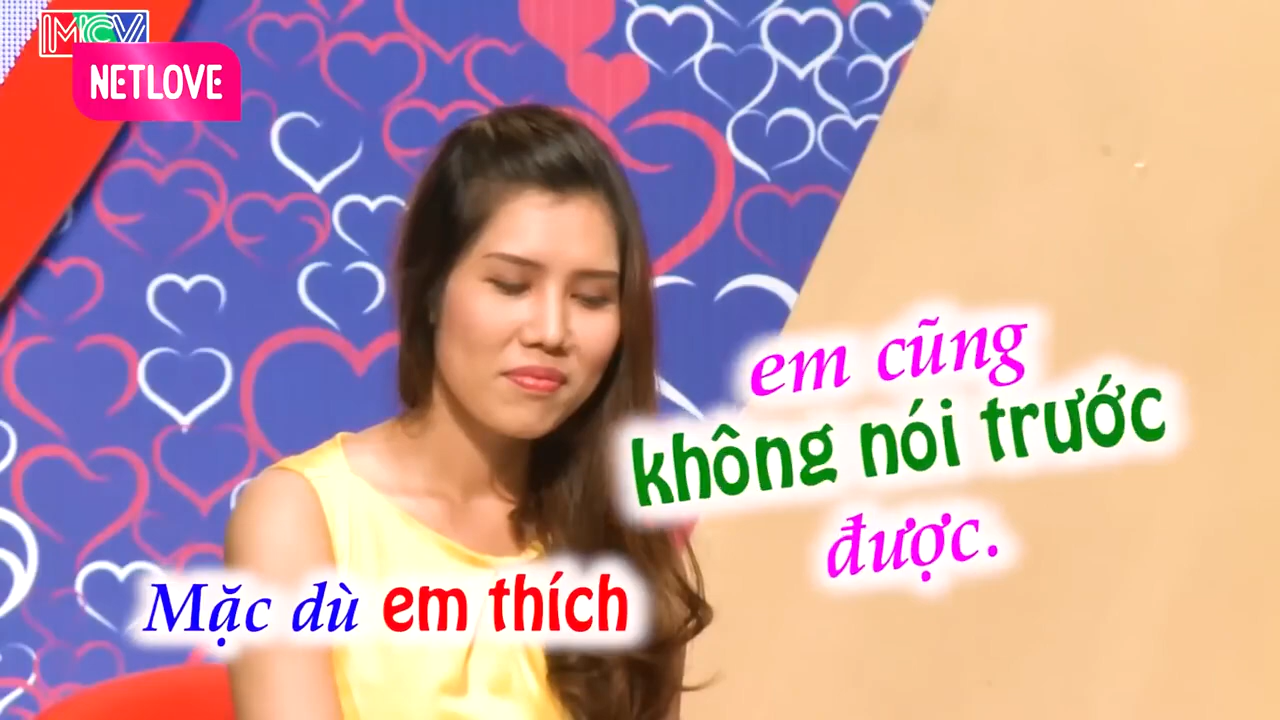 MCV
NETLOVE
Mặc dù em thích
em cũng
không nói trước
được.